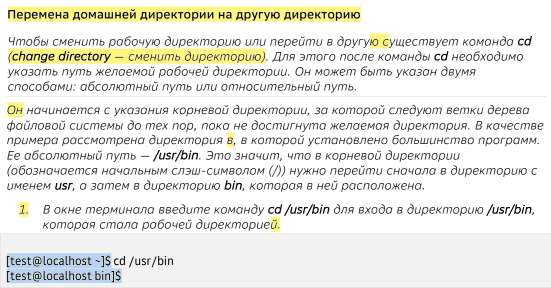 Перемена домашней директории на другую директорию
Чтобы сменить рабочую директорию или перейти в другую существует команда cd
(change directory — сменить директорию). Для этого после команды cd необходимо
указать путь желаемой рабочей директории. Он может быть указан двумя
способами: абсолютный путь или относительный путь.
Он начинается с указания корневой директории, за которой следуют ветки дерева
файловой системы до тех пор, пока не достигнута желаемая директория. В качестве
примера рассмотрена директория в, в которой установлено большинство программ.
Ее абсолютный путь — /usr/bin. Это значит, что в корневой директории
(обозначается начальным слэш-символом (/)) нужно перейти сначала в директорию с
именем usr, а затем в директорию bin, которая в ней расположена.
1. В окне терминала введите команду cd /usr/bin для входа в директорию /usr/bin,
которая стала рабочей директорией.
[test@localhost ~]$ cd /usr/bin
[test@localhost bin]$